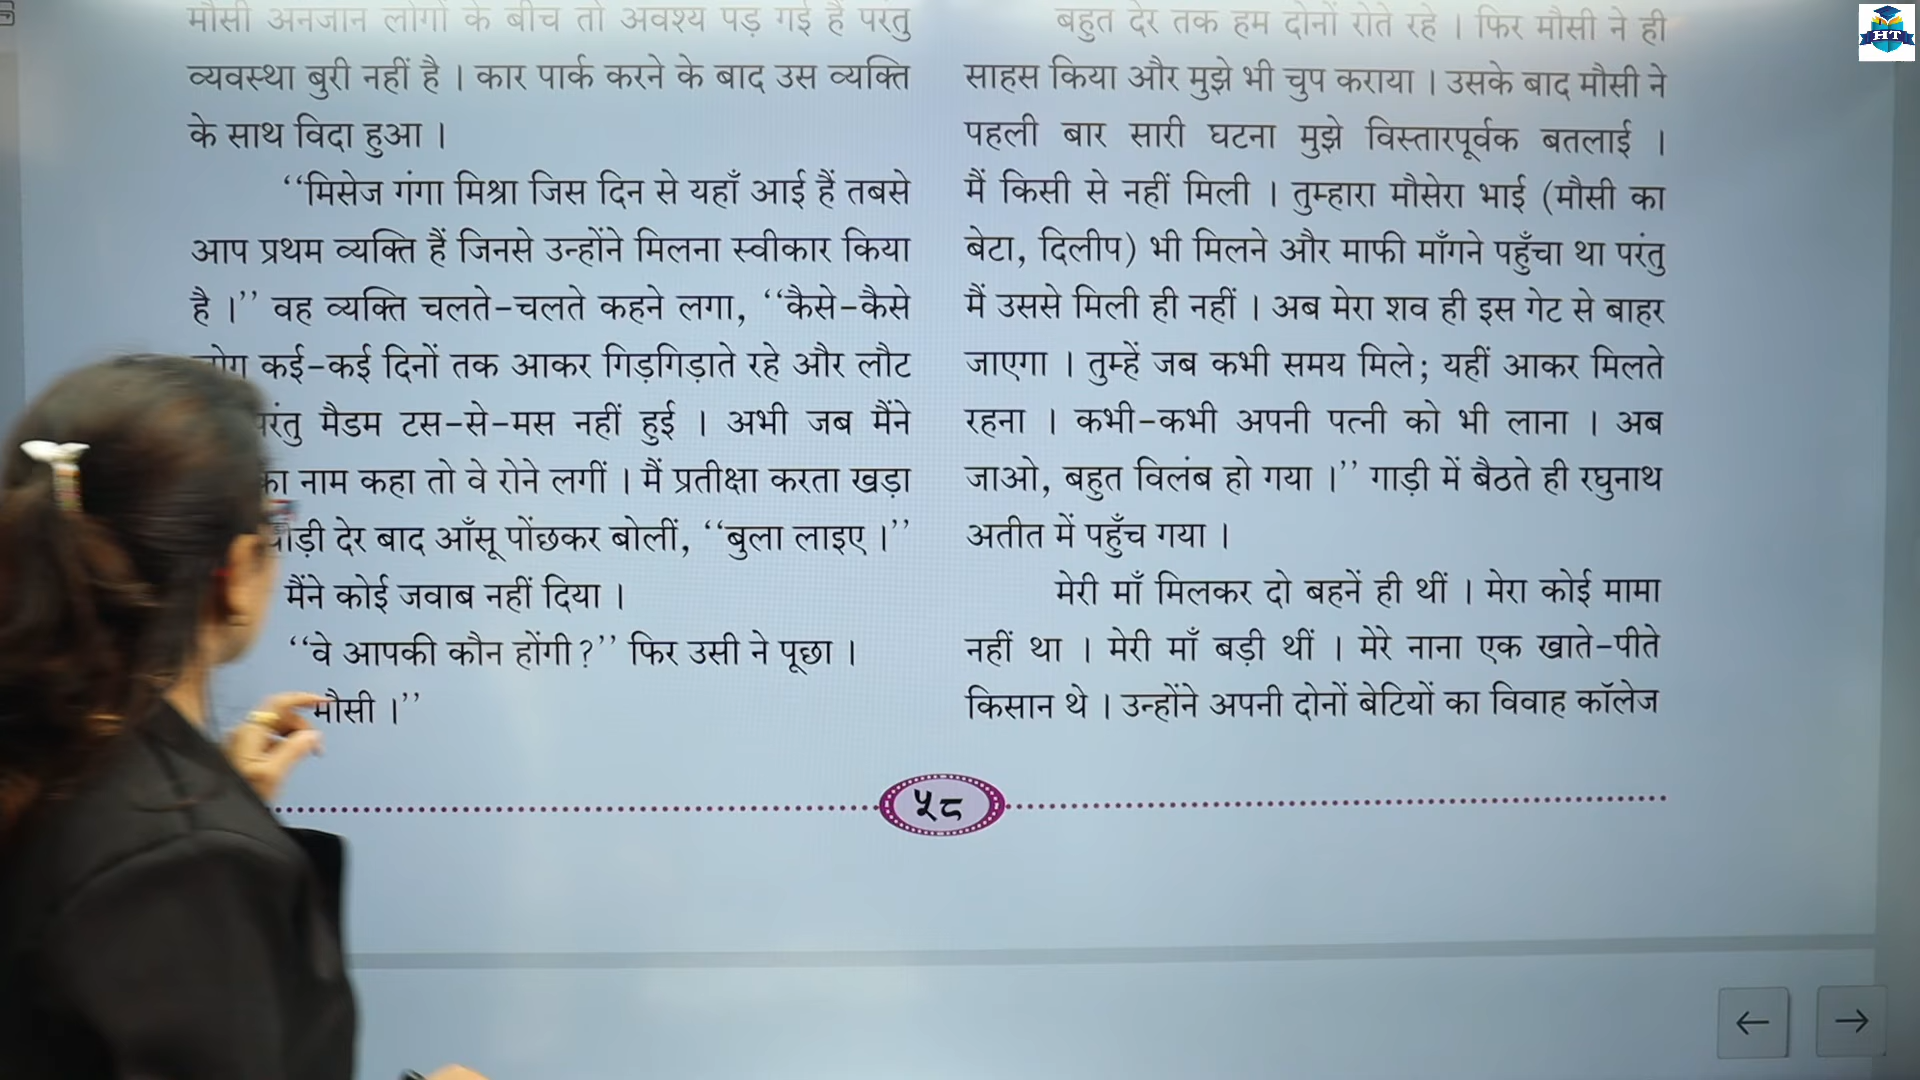 मौसी अनजान लोगों के बीच तो अवश्य पड़ गई हैं परंतु
व्यवस्था बुरी नहीं है । कार पार्क करने के बाद उस व्यक्ति
के साथ विदा हुआ ।
‘‘मिसेज गंगा मिश्रा जिस दिन से यहाँ आई हैं तबसे
आप प्रथम व्यक्ति हैं जिनसे उन्होंने मिलना स्वीकार किया
है ।’’ वह व्यक्ति चलते-चलते कहने लगा, ‘‘कैसे-कैसे
कई-कई दिनों तक आकर गिड़गिड़ाते रहे और लौट
मैडम टस-से-मस नहीं हुई । अभी जब मैंने
का नाम कहा तो वे रोने लगीं । मैं प्रतीक्षा करता खड़ा
देर बाद आँसू पोंछकर बोलीं, ‘‘बुला लाइए ।’’
मैंने कोई जवाब नहीं दिया ।
‘‘वे आपकी कौन होंगी?’’ फिर उसी ने पूछा ।
मौसी ।’’
बहुत देर तक हम दोनों रोते रहे । फिर मौसी ने ही
साहस किया और मुझे भी चुप कराया । उसके बाद मौसी ने
पहली बार सारी घटना मुझे विस्तारपूर्वक बतलाई ।
मैं किसी से नहीं मिली । तुम्हारा मौसेरा भाई (मौसी का
बेटा, दिलीप) भी मिलने और माफी माँगने पहुँचा था परंतु
मैं उससे मिली ही नहीं । अब मेरा शव ही इस गेट से बाहर
जाएगा । तुम्हें जब कभी समय मिले; यहीं आकर मिलते
रहना । कभी-कभी अपनी पत्नी को भी लाना । अब
जाओ, बहुत विलंब हो गया ।’’ गाड़ी में बैठते ही रघुनाथ
अतीत में पहुँच गया ।
मेरी माँ मिलकर दो बहनें ही थीं । मेरा कोई मामा
नहीं था । मेरी माँ बड़ी थीं । मेरे नाना एक खाते-पीते
किसान थे । उन्होंने अपनी दोनों बेटियों का विवाह कॉलेज
५८
HT